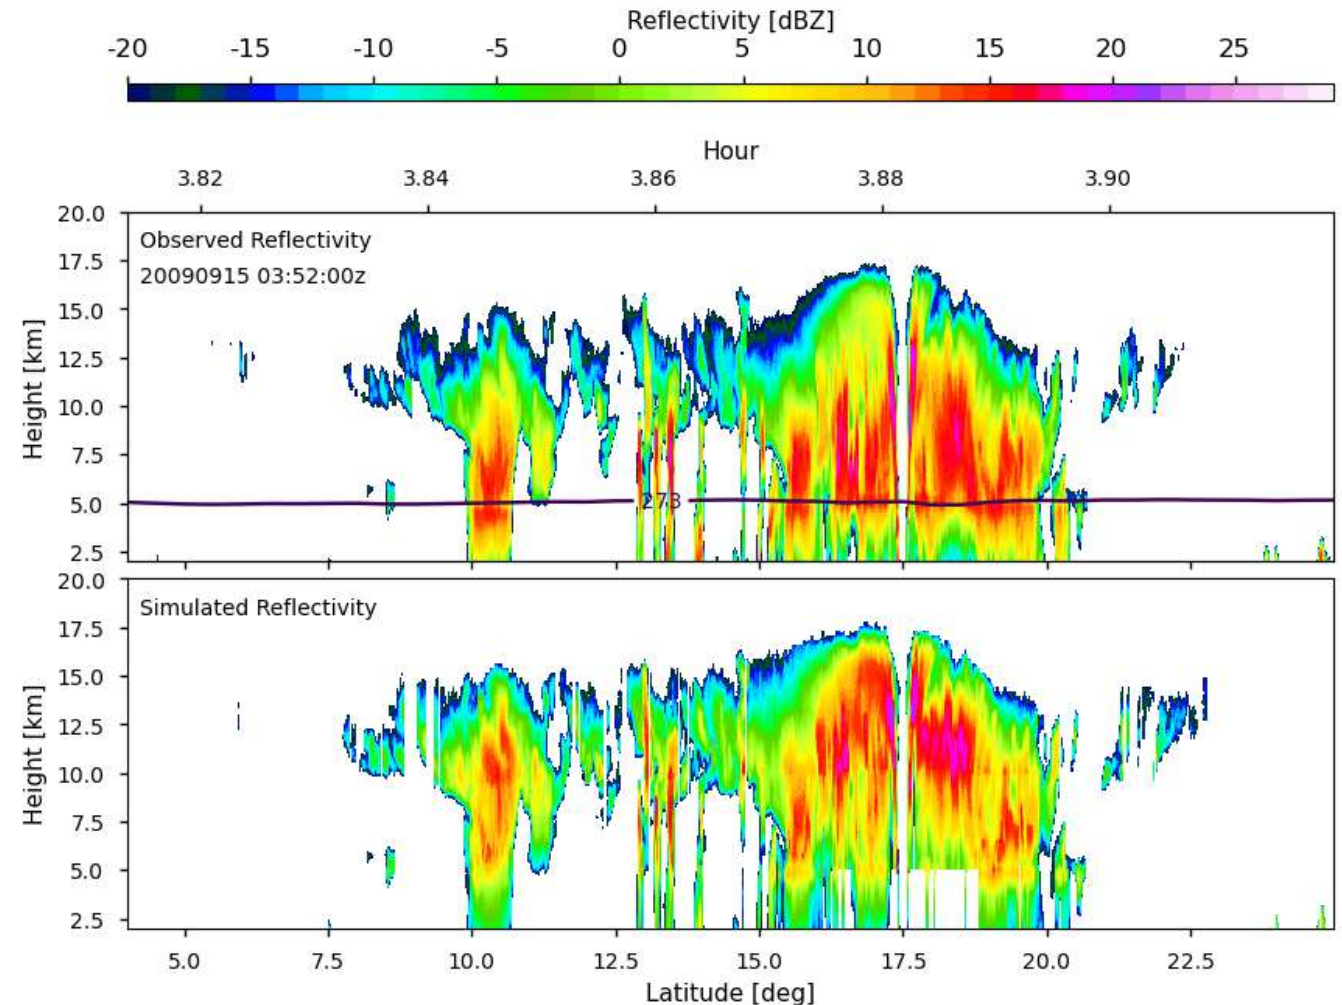 Reflectivity [dBZ]
-20 -15 -10 -5 0 5 10 15 20 25
Hour
3.82 3.84 3.86 3.88 3.90
Height [km]
20.0
17.5
15.0
12.5
10.0
7.5
5.0
2.5
Observed Reflectivity
20090915 03:52:00z
273
Height [km]
20.0
17.5
15.0
12.5
10.0
7.5
5.0
2.5
Simulated Reflectivity
5.0 7.5 10.0 12.5 15.0 17.5 20.0 22.5
Latitude [deg]